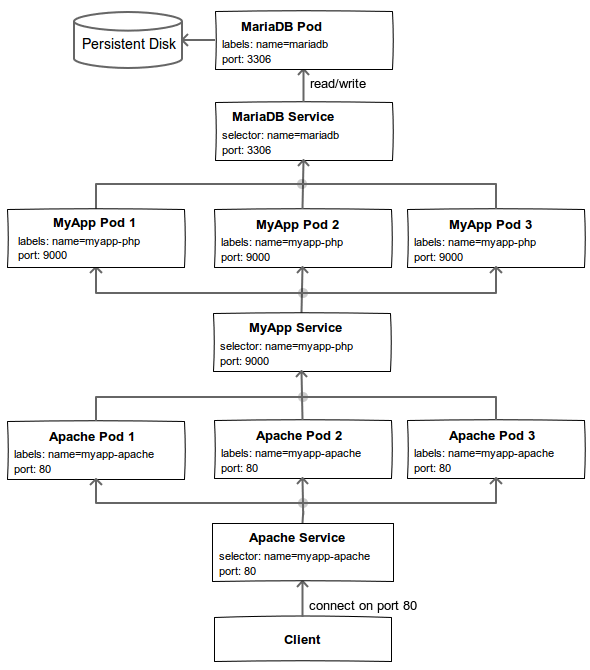 Persistent Disk
MariaDB Pod
labels: name=mariadb
port: 3306
read/write
MariaDB Service
selector: name=mariadb
port: 3306
MyApp Pod 1
labels: name=myapp-php
port: 9000
MyApp Pod 2
labels: name=myapp-php
port: 9000
MyApp Pod 3
labels: name=myapp-php
port: 9000
MyApp Service
selector: name=myapp-php
port: 9000
Apache Pod 1
labels: name=myapp-apache
port: 80
Apache Pod 2
labels: name=myapp-apache
port: 80
Apache Pod 3
labels: name=myapp-apache
port: 80
Apache Service
selector: name=myapp-apache
port: 80
connect on port 80
Client